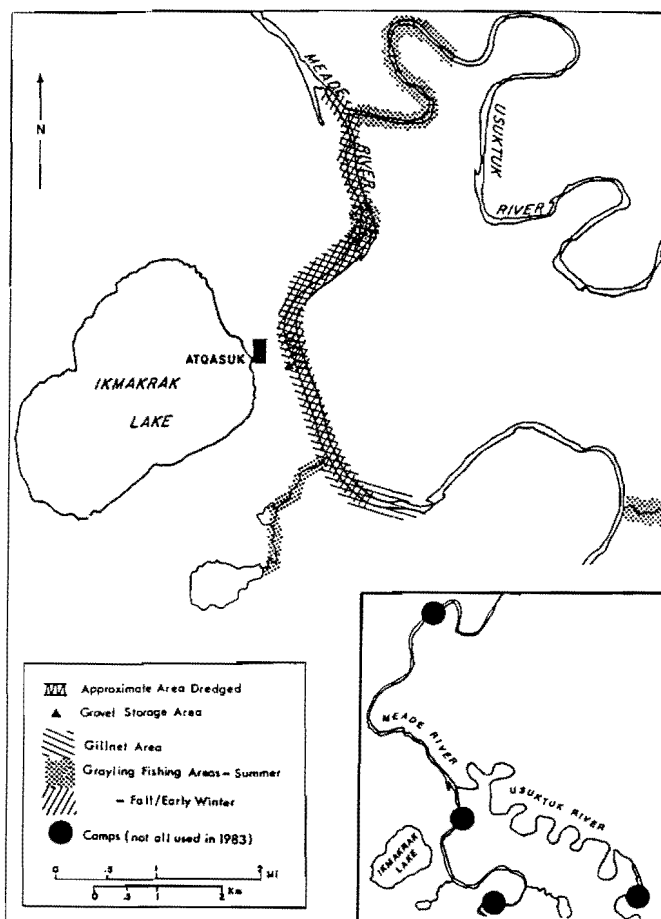 MEADE
RIVER
USUKTUK
RIVER
N
ATQASUK
IKMAKRAK
LAKE
Approximate Area Dredged
Gravel Storage Area
Gillnet Area
Grayling Fishing Areas – Summer
– Fall/Early Winter
Camps (not all used in 1983)
0 .5 1 2 Mi
0 .5 1 2 Km
MEADE RIVER
USUKTUK RIVER
IKMAKRAK
LAKE